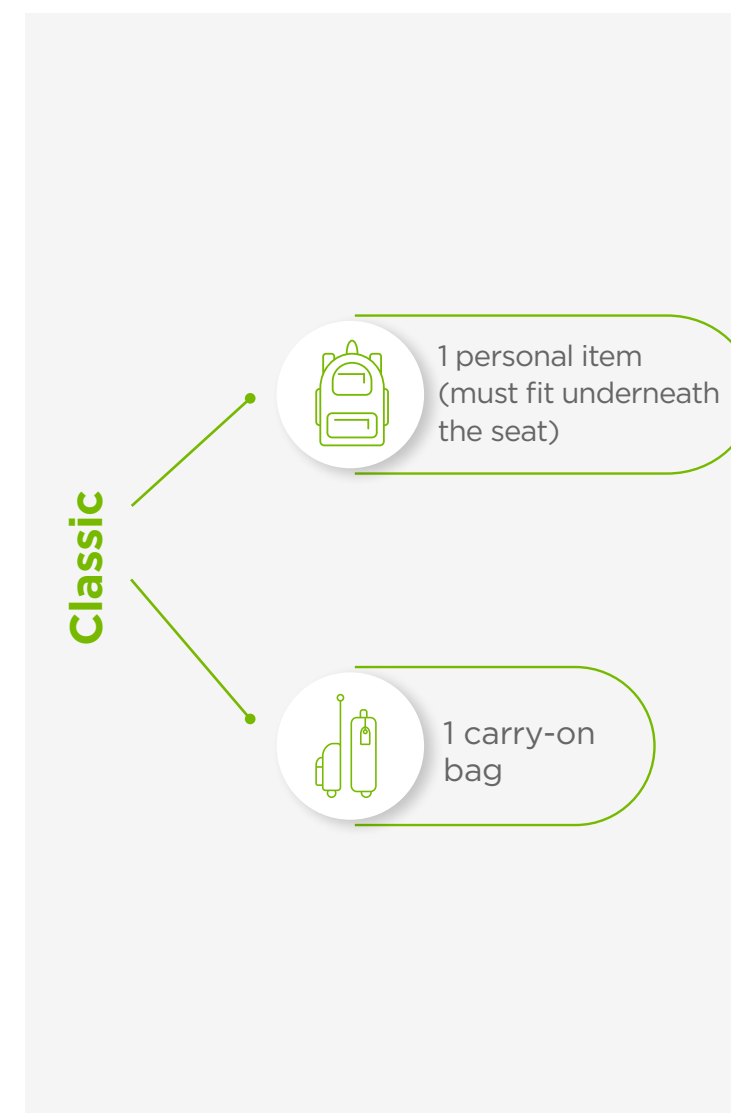 Classic
1 personal item
(must fit underneath
the seat)
1 carry-on
bag